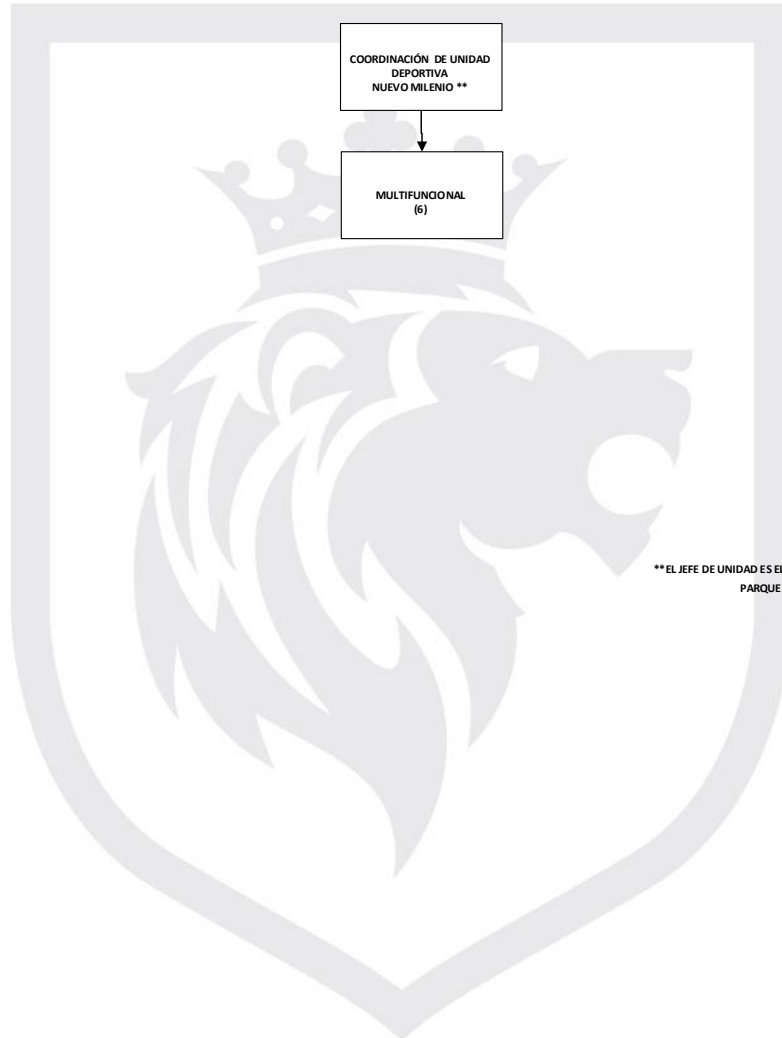 COORDINACIÓN DE UNIDAD
DEPORTIVA
NUEVO MILENIO **
MULTIFUNCIONAL
(6)
**EL JEFE DE UNIDAD ES EL
PARQUE